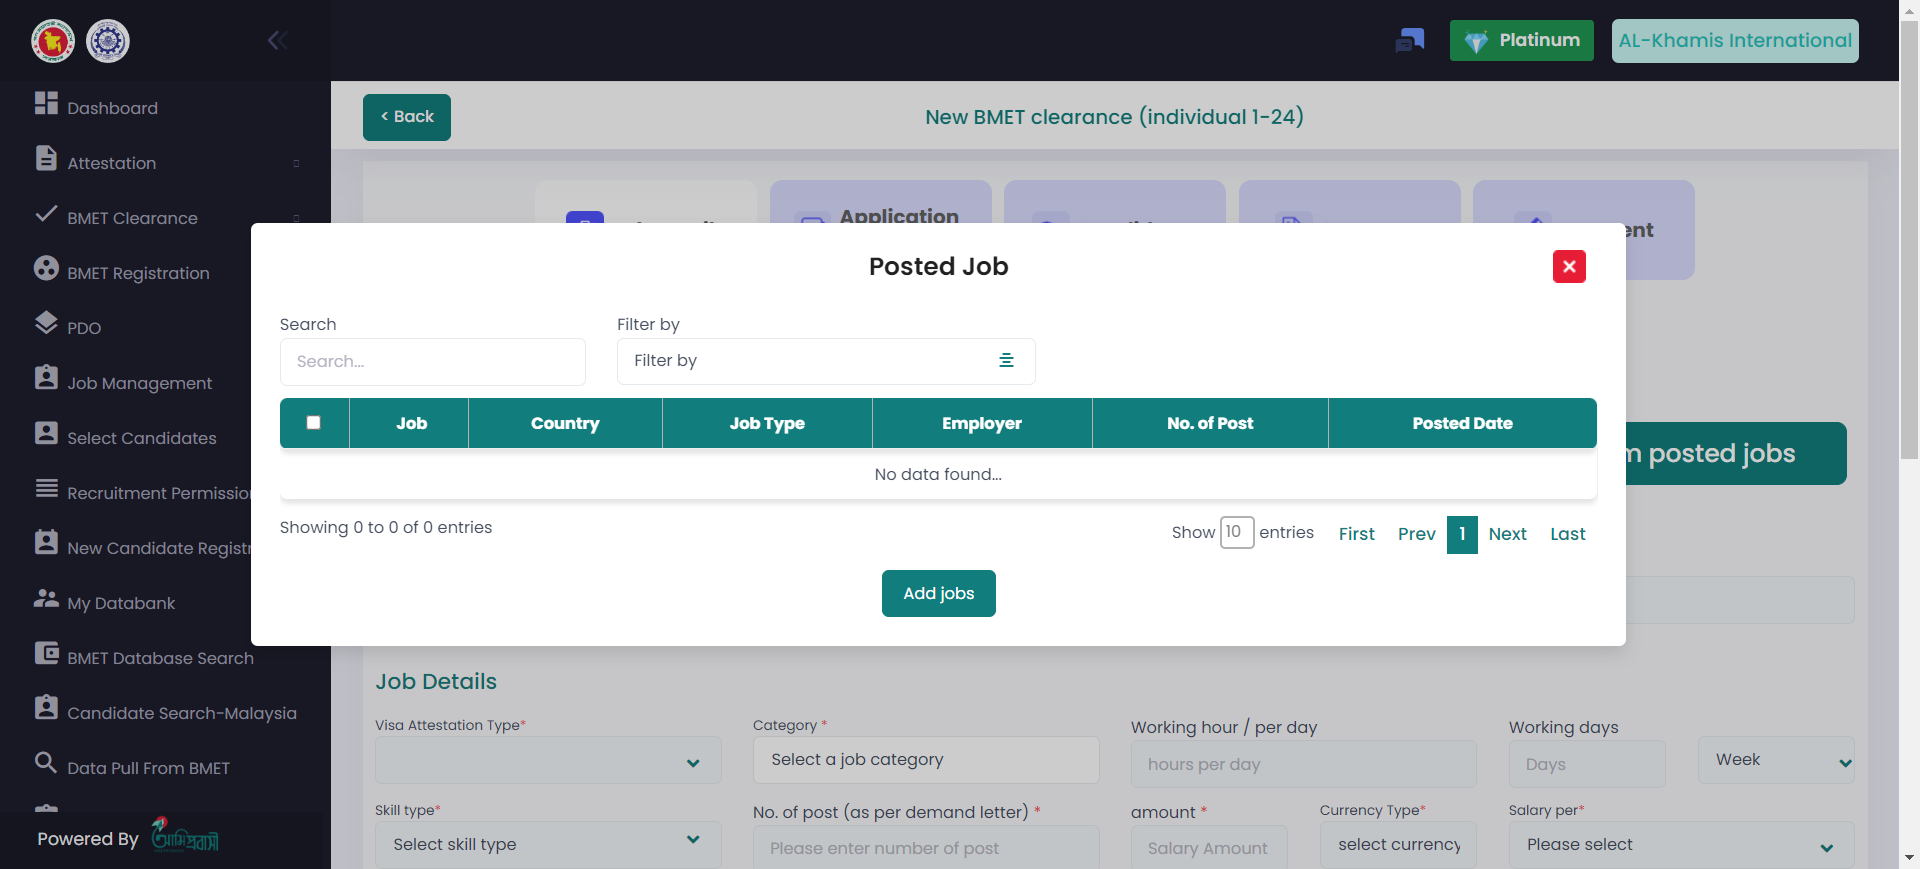 Platinum
AL-Khamis International
Dashboard
Attestation
BMET Clearance
BMET Registration
PDO
Job Management
Select Candidates
Recruitment Permission
New Candidate Registr
My Databank
BMET Database Search
Candidate Search-Malaysia
Data Pull From BMET
Powered By
আমি প্রবাসী
< Back
New BMET clearance (individual 1-24)
Application
Posted Job
Search
Filter by
Search...
Filter by
Job
Country
Job Type
Employer
No. of Post
Posted Date
No data found...
Showing 0 to 0 of 0 entries
Show 10 entries
First
Prev
1
Next
Last
Add jobs
posted jobs
Job Details
Visa Attestation Type*
Category *
Working hour / per day
Working days
Select a job category
hours per day
Days
Week
Skill type*
No. of post (as per demand letter) *
amount *
Currency Type*
Salary per*
Select skill type
Please enter number of post
Salary Amount
select currency
Please select